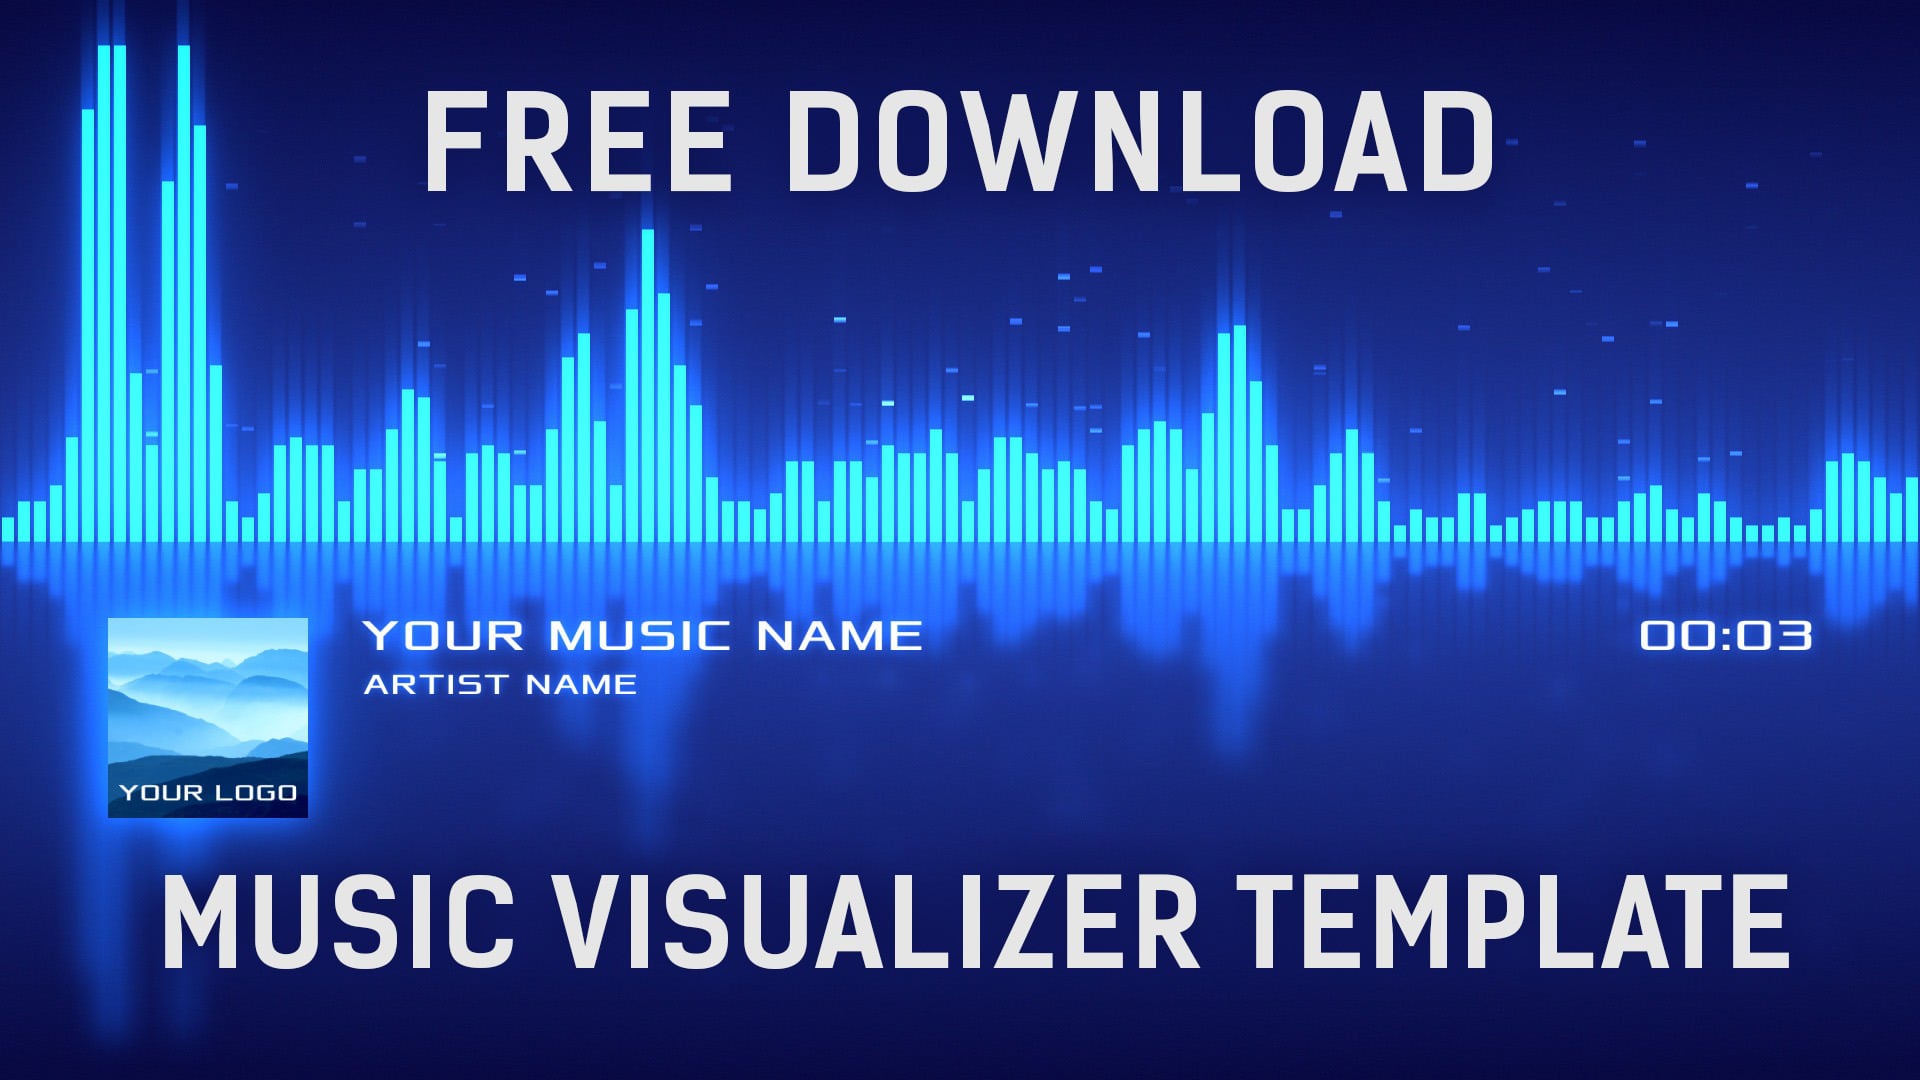 FREE DOWNLOAD
YOUR MUSIC NAME
00:03
ARTIST NAME
YOUR LOGO
MUSIC VISUALIZER TEMPLATE